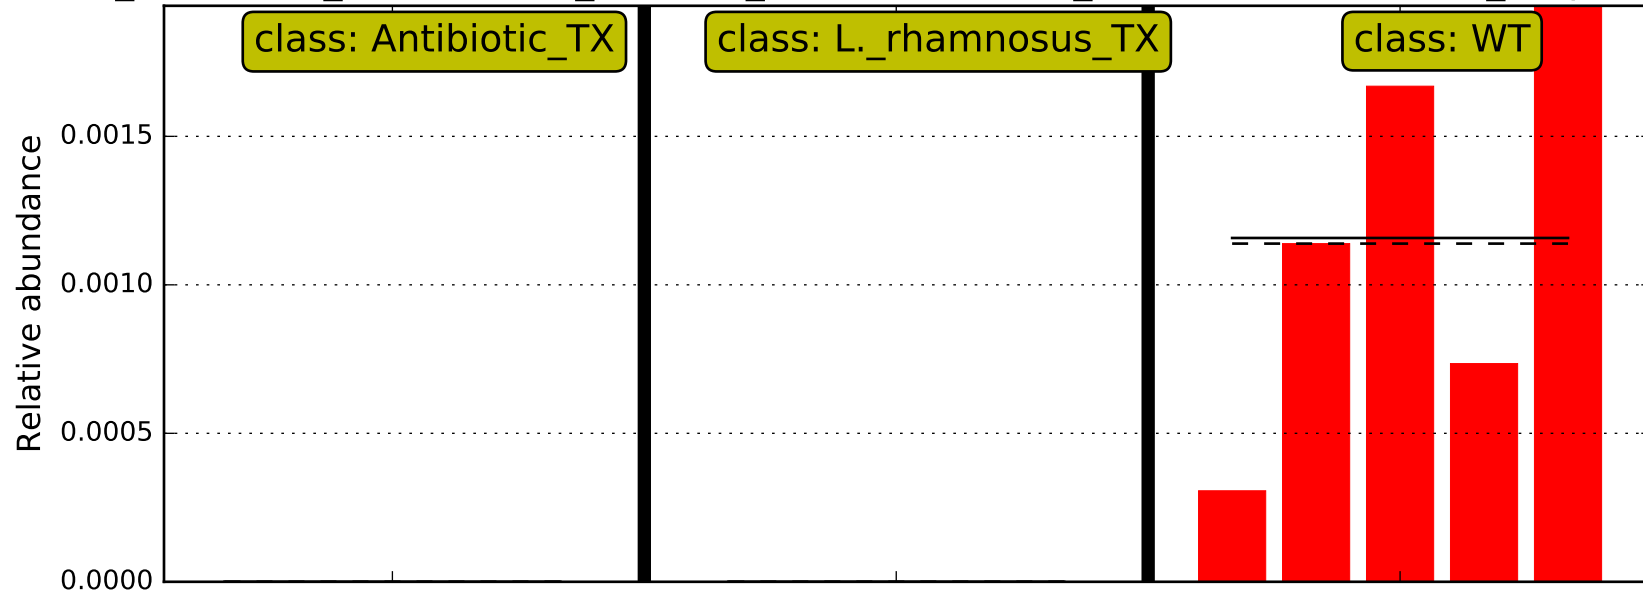 class: Antibiotic_TX
class: L._rhamnosus_TX
class: WT
Relative abundance
0.0015
0.0010
0.0005
0.0000